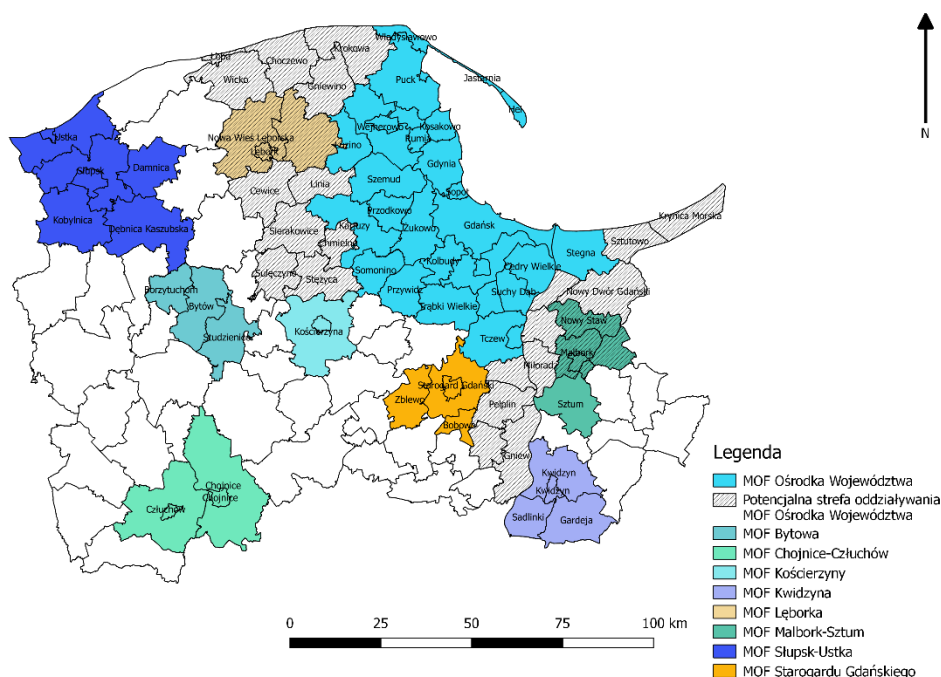 Władysławowo
Krokowa
Łeba
Choczewo
Wicko
Gniewino
Puck
Jastarnia
Hel
N
Ustka
Nowa Wieś Lęborska
Lębork
Wejherowo
Kosakowo
Rumia
Gdynia
Słupsk
Damnica
Cewice
Linia
Szemud
Sopot
Kobylnica
Dębnica Kaszubska
Sierakowice
Kartuzy
Chmielno
Przodkowo
Żukowo
Gdańsk
Krynica Morska
Sztutowo
Stegna
Sulęczyno
Stężyca
Somonino
Kolbudy
Cedry Wielkie
Borzytuchom
Bytów
Studzienice
Przywidz
Trąbki Wielkie
Suchy Dąb
Nowy Dwór Gdański
Nowy Staw
Kościerzyna
Tczew
Malbork
Miłoradz
Starogard Gdański
Zblewo
Bobowo
Pelplin
Sztum
Gniew
Kwidzyn
Kwidzyn
Sadlinki
Gardeja
Chojnice
Chojnice
Człuchów
Legenda
MOF Ośrodka Województwa
Potencjalna strefa oddziaływania
MOF Ośrodka Województwa
MOF Bytowa
MOF Chojnice-Człuchów
MOF Kościerzyny
MOF Kwidzyna
MOF Lęborka
MOF Malbork-Sztum
MOF Słupsk-Ustka
MOF Starogardu Gdańskiego
0 25 50 75 100 km